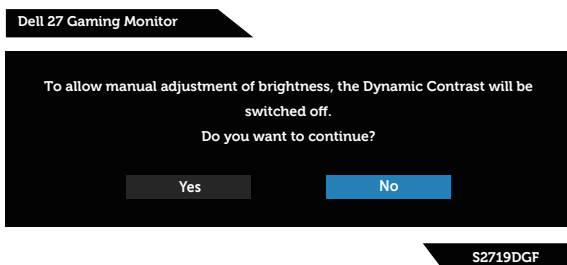 Dell 27 Gaming Monitor
To allow manual adjustment of brightness, the Dynamic Contrast will be
switched off.
Do you want to continue?
Yes No
S2719DGF